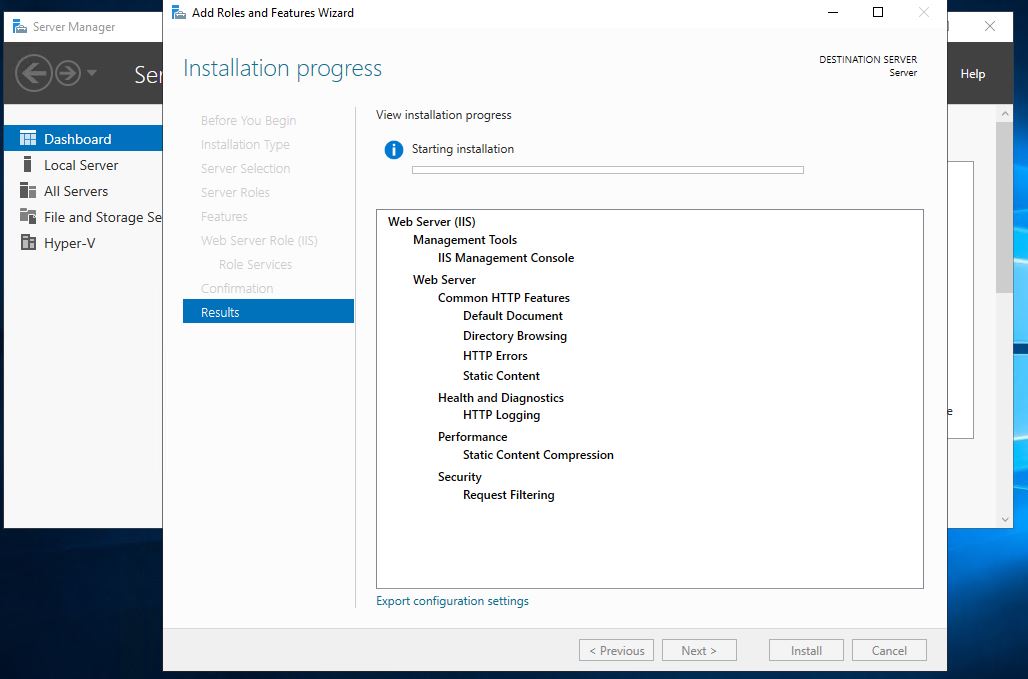 Server Manager
Add Roles and Features Wizard
Help
Installation progress
DESTINATION SERVER
Server
Dashboard
Local Server
All Servers
File and Storage Se
Hyper-V
Before You Begin
Installation Type
Server Selection
Server Roles
Features
Web Server Role (IIS)
Role Services
Confirmation
Results
View installation progress
Starting installation
Web Server (IIS)
Management Tools
IIS Management Console
Web Server
Common HTTP Features
Default Document
Directory Browsing
HTTP Errors
Static Content
Health and Diagnostics
HTTP Logging
Performance
Static Content Compression
Security
Request Filtering
Export configuration settings
< Previous
Next >
Install
Cancel